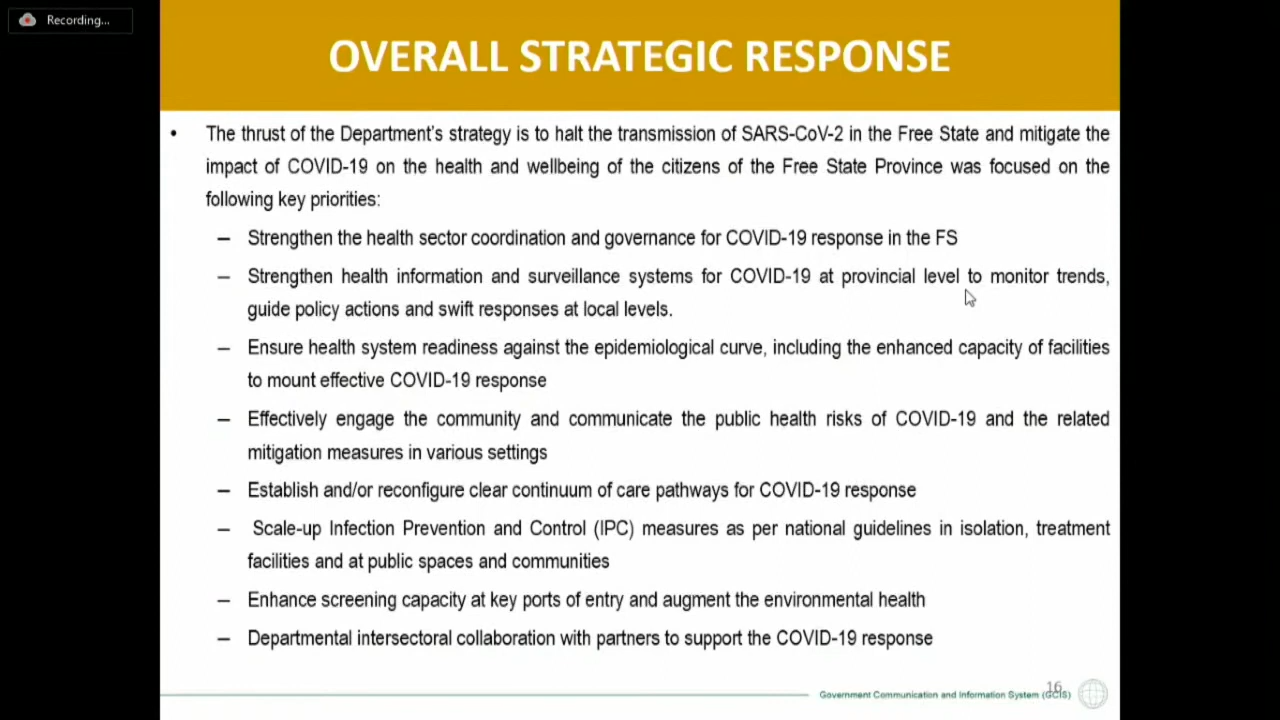 Recording...
OVERALL STRATEGIC RESPONSE
• The thrust of the Department's strategy is to halt the transmission of SARS-CoV-2 in the Free State and mitigate the
impact of COVID-19 on the health and wellbeing of the citizens of the Free State Province was focused on the
following key priorities:
– Strengthen the health sector coordination and governance for COVID-19 response in the FS
– Strengthen health information and surveillance systems for COVID-19 at provincial level to monitor trends,
guide policy actions and swift responses at local levels.
– Ensure health system readiness against the epidemiological curve, including the enhanced capacity of facilities
to mount effective COVID-19 response
– Effectively engage the community and communicate the public health risks of COVID-19 and the related
mitigation measures in various settings
– Establish and/or reconfigure clear continuum of care pathways for COVID-19 response
– Scale-up Infection Prevention and Control (IPC) measures as per national guidelines in isolation, treatment
facilities and at public spaces and communities
– Enhance screening capacity at key ports of entry and augment the environmental health
– Departmental intersectoral collaboration with partners to support the COVID-19 response
16
Government Communication and Information System (GCIS)